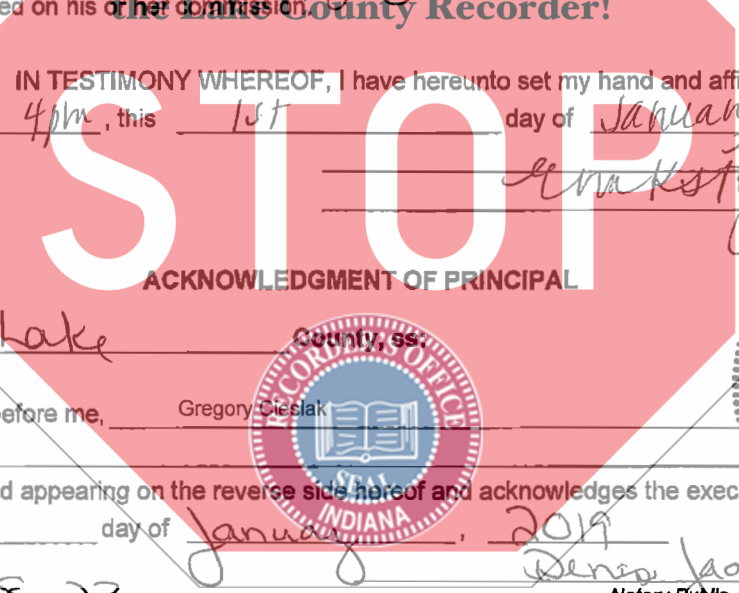 ed on his or her commission.
the Lake County Recorder!
STOP
IN TESTIMONY WHEREOF, I have hereunto set my hand and affi
4pm, this 1st day of January
ACKNOWLEDGMENT OF PRINCIPAL
Lake County, ss:
efore me, Gregory Cieslak
RECORDER'S OFFICE
SEAL
INDIANA
d appearing on the reverse side hereof and acknowledges the exec
day of January, 2019
Notary Public